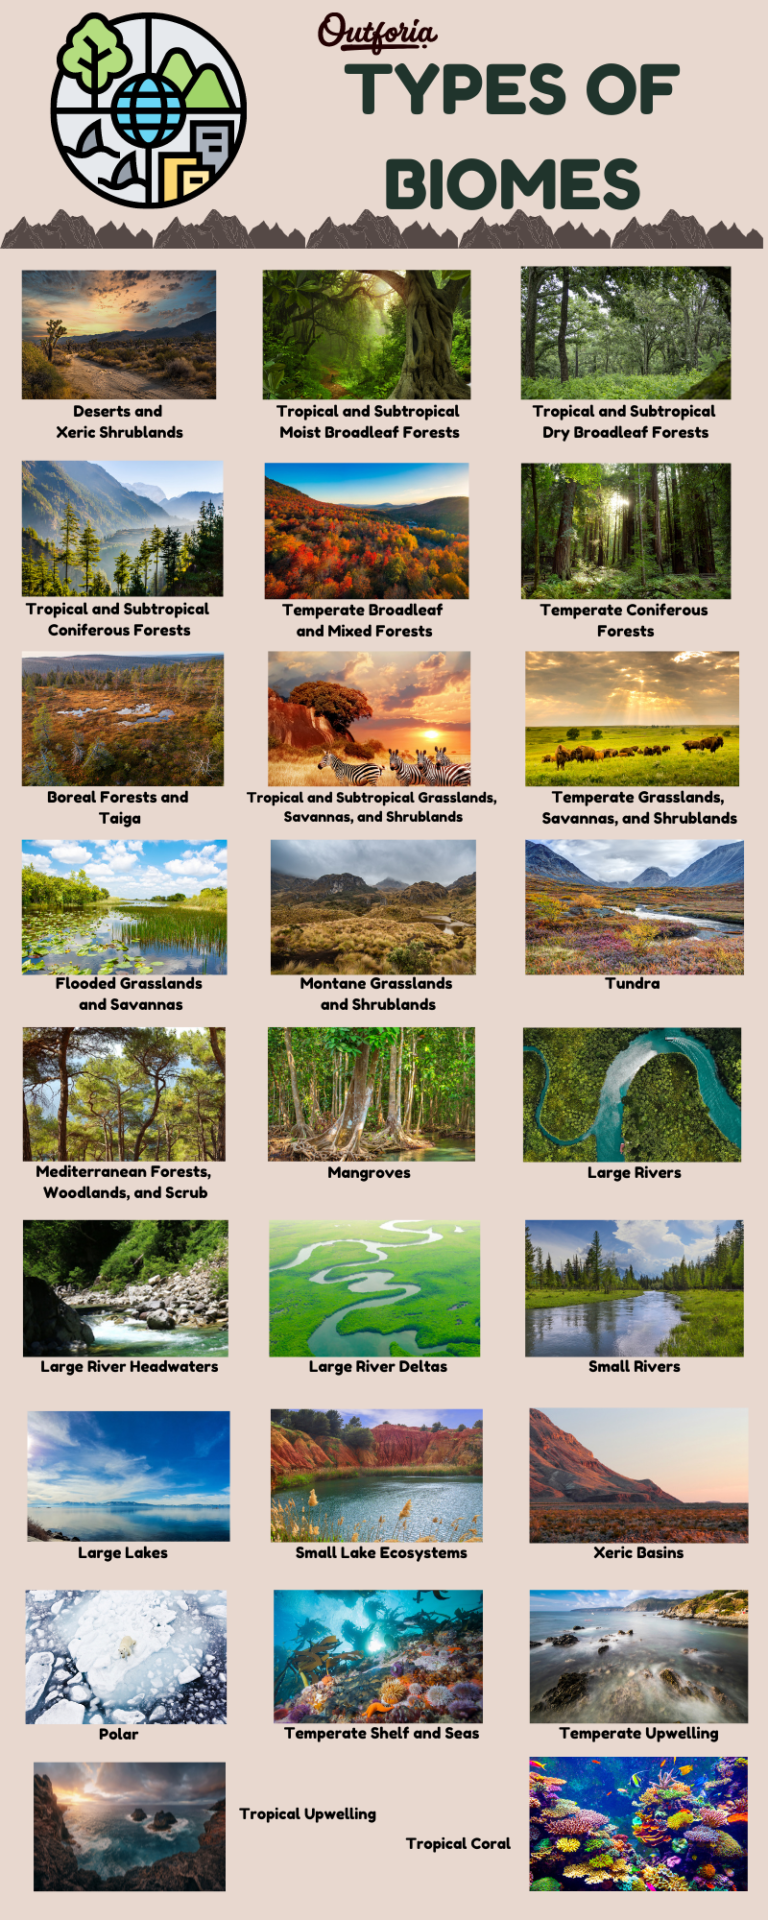 Outforia
TYPES OF
BIOMES
Deserts and
Xeric Shrublands
Tropical and Subtropical
Moist Broadleaf Forests
Tropical and Subtropical
Dry Broadleaf Forests
Tropical and Subtropical
Coniferous Forests
Temperate Broadleaf
and Mixed Forests
Temperate Coniferous
Forests
Boreal Forests and
Taiga
Tropical and Subtropical Grasslands,
Savannas, and Shrublands
Temperate Grasslands,
Savannas, and Shrublands
Flooded Grasslands
and Savannas
Montane Grasslands
and Shrublands
Tundra
Mediterranean Forests,
Woodlands, and Scrub
Mangroves
Large Rivers
Large River Headwaters
Large River Deltas
Small Rivers
Large Lakes
Small Lake Ecosystems
Xeric Basins
Polar
Temperate Shelf and Seas
Temperate Upwelling
Tropical Upwelling
Tropical Coral